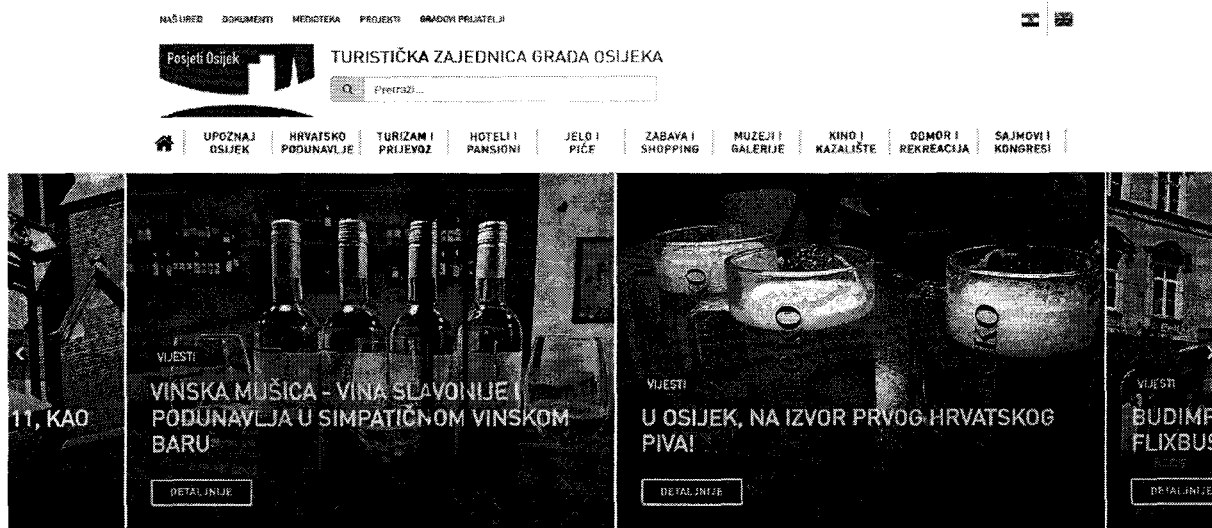 NAŠ URED DOKUMENTI MEDIOTEKA PROJEKTI GRADOVI PRIJATELJI
Posjeti Osijek
TURISTIČKA ZAJEDNICA GRADA OSIJEKA
Pretraži...
UPOZNAJ OSIJEK
HRVATSKO PODUNAVLJE
TURIZAM I PRIJEVOZ
HOTELI I PANSIONI
JELO I PIĆE
ZABAVA I SHOPPING
MUZEJI I GALERIJE
KINO I KAZALIŠTE
ODMOR I REKREACIJA
SAJMOVI I KONGRESI
11, KAO
VIJESTI
VINSKA MUŠICA - VINA SLAVONIJE I
PODUNAVLJA U SIMPATIČNOM VINSKOM
BARU
DETALJNIJE
VIJESTI
U OSIJEK, NA IZVOR PRVOG HRVATSKOG
PIVA!
DETALJNIJE
VIJESTI
BUDIMP
FLIXBUS
DETALJNIJE